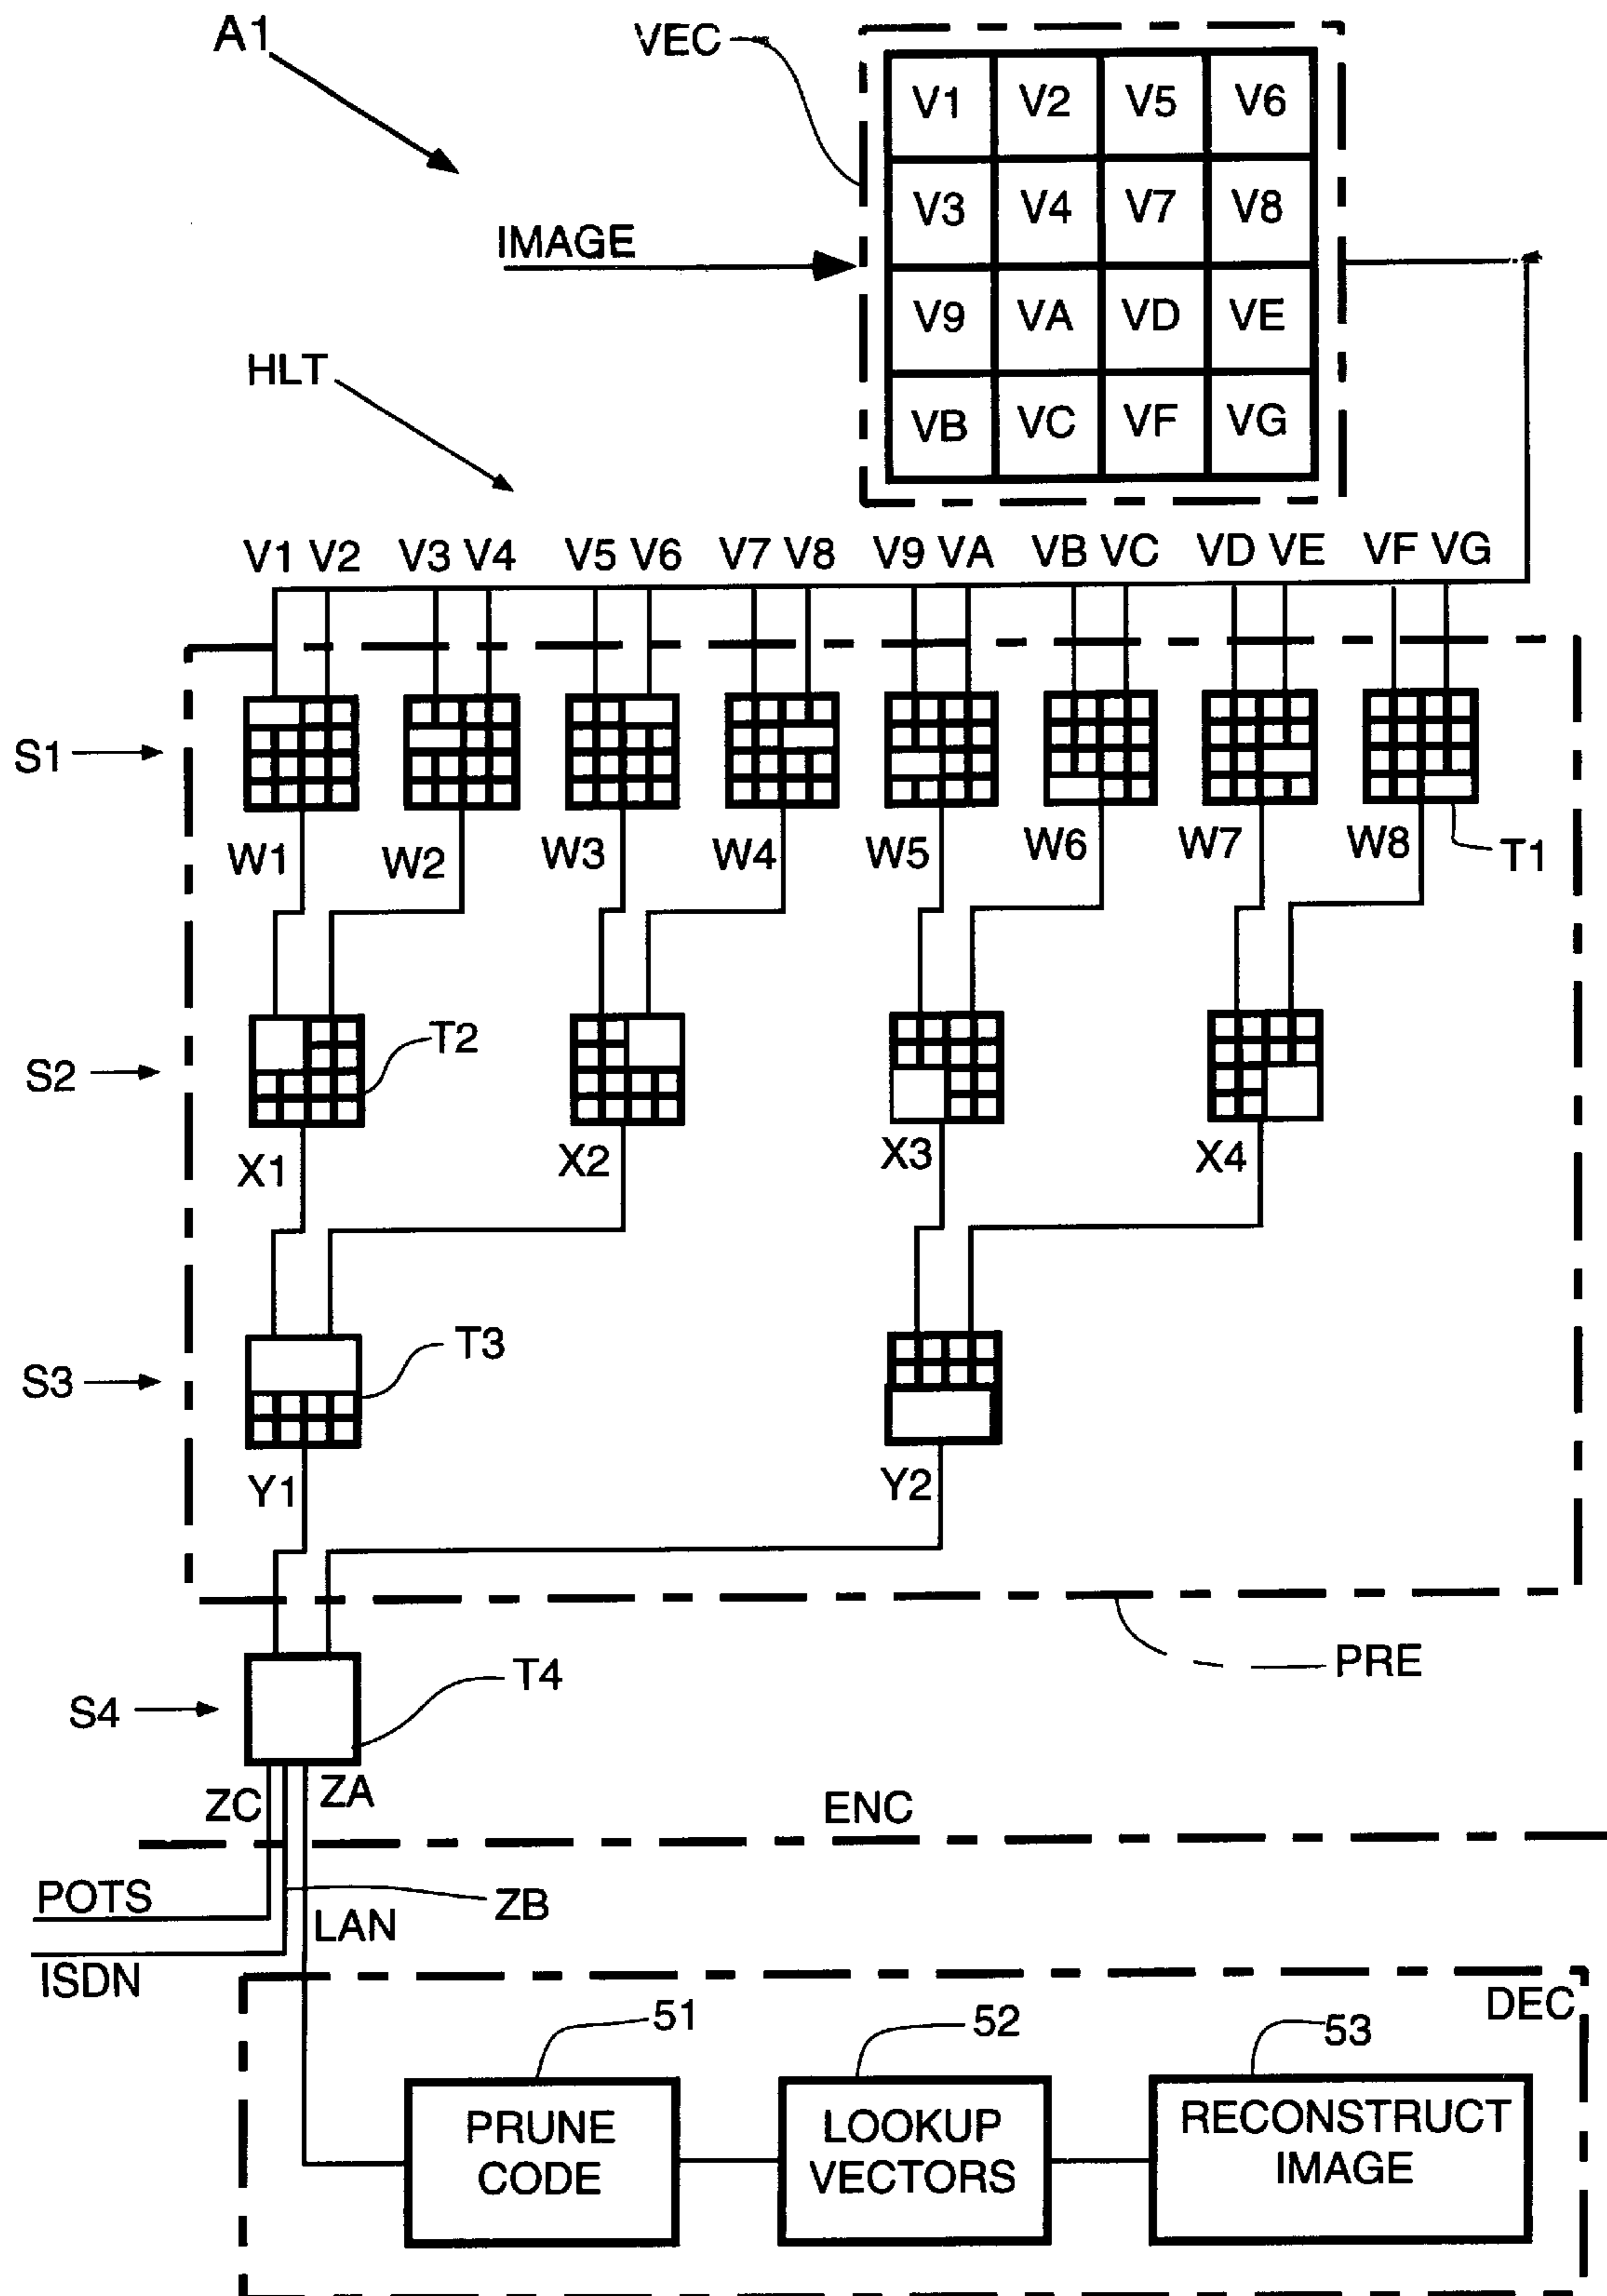 A1
VEC
V1 V2 V5 V6
V3 V4 V7 V8
IMAGE
V9 VA VD VE
HLT
VB VC VF VG
V1 V2 V3 V4 V5 V6 V7 V8 V9 VA VB VC VD VE VF VG
S1
W1 W2 W3 W4 W5 W6 W7 W8 T1
S2
T2
X1 X2 X3 X4
S3
T3
Y1 Y2
PRE
S4
T4
ZC ZA
ENC
POTS
ZB
LAN
ISDN
DEC
51 52 53
PRUNE
CODE
LOOKUP
VECTORS
RECONSTRUCT
IMAGE